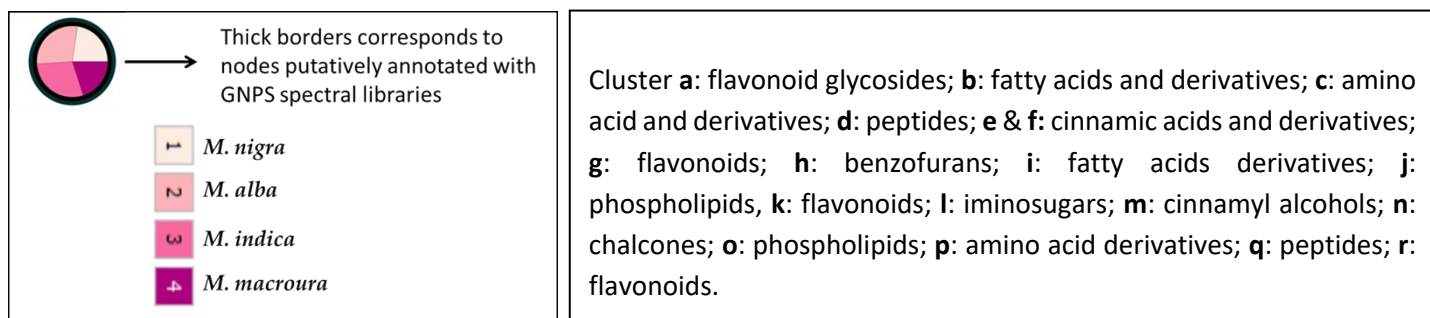 Thick borders corresponds to
nodes putatively annotated with
GNPS spectral libraries
1 M. nigra
2 M. alba
3 M. indica
4 M. macroura
Cluster a: flavonoid glycosides; b: fatty acids and derivatives; c: amino
acid and derivatives; d: peptides; e & f: cinnamic acids and derivatives;
g: flavonoids; h: benzofurans; i: fatty acids derivatives; j:
phospholipids, k: flavonoids; l: iminosugars; m: cinnamyl alcohols; n:
chalcones; o: phospholipids; p: amino acid derivatives; q: peptides; r:
flavonoids.